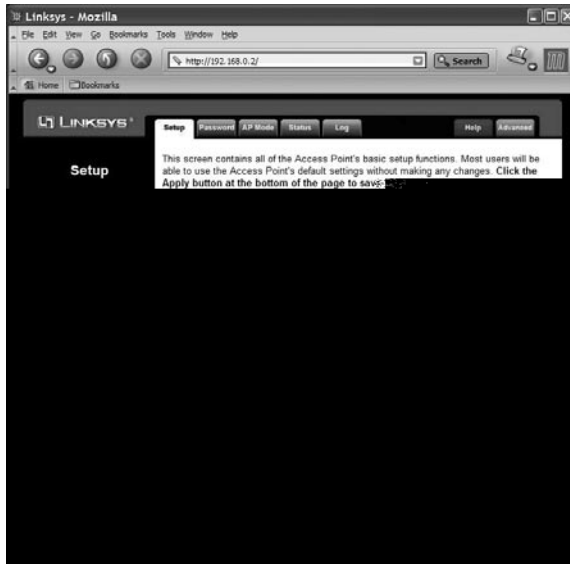 Linksys - Mozilla
File Edit View Go Bookmarks Tools Window Help
http://192.168.0.2/
Search
Home Bookmarks
LINKSYS®
Setup Password AP Mode Status Log Help Advanced
Setup
This screen contains all of the Access Point's basic setup functions. Most users will be
able to use the Access Point's default settings without making any changes. Click the
Apply button at the bottom of the page to save